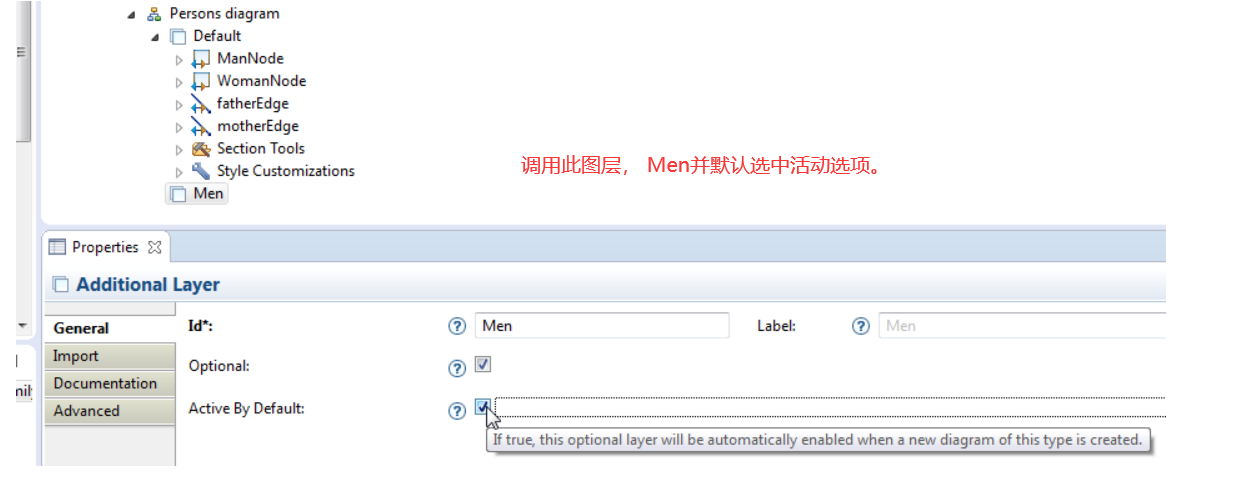 Persons diagram
Default
ManNode
WomanNode
fatherEdge
motherEdge
Section Tools
调用此图层， Men并默认选中活动选项。
Style Customizations
Men
Properties
Additional Layer
General
Id*:
Men
Label:
Men
Import
Optional:
Documentation
Advanced
Active By Default:
If true, this optional layer will be automatically enabled when a new diagram of this type is created.